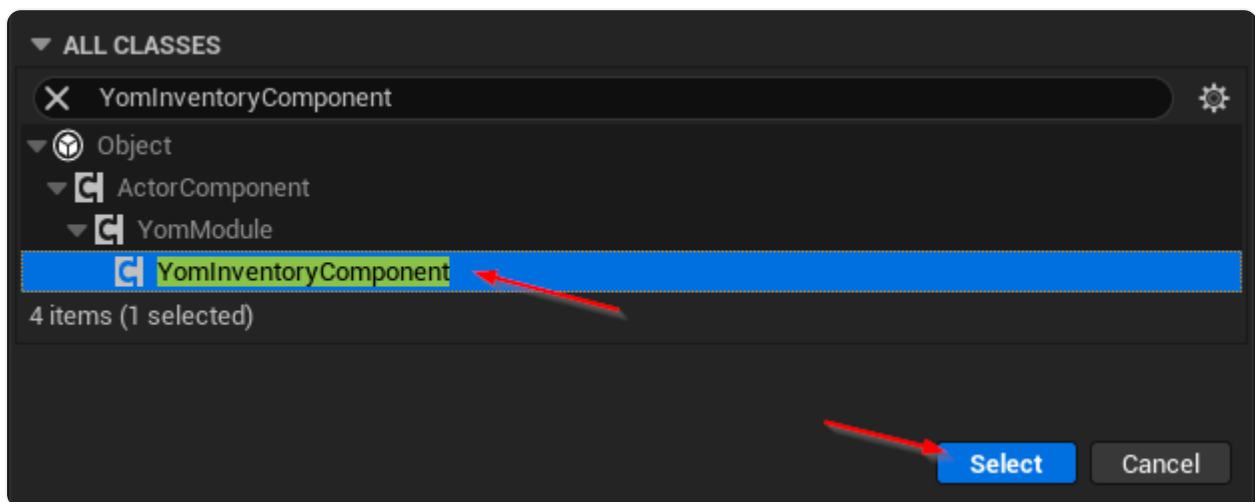 ALL CLASSES
YomInventoryComponent
Object
ActorComponent
YomModule
YomInventoryComponent
4 items (1 selected)
Select Cancel